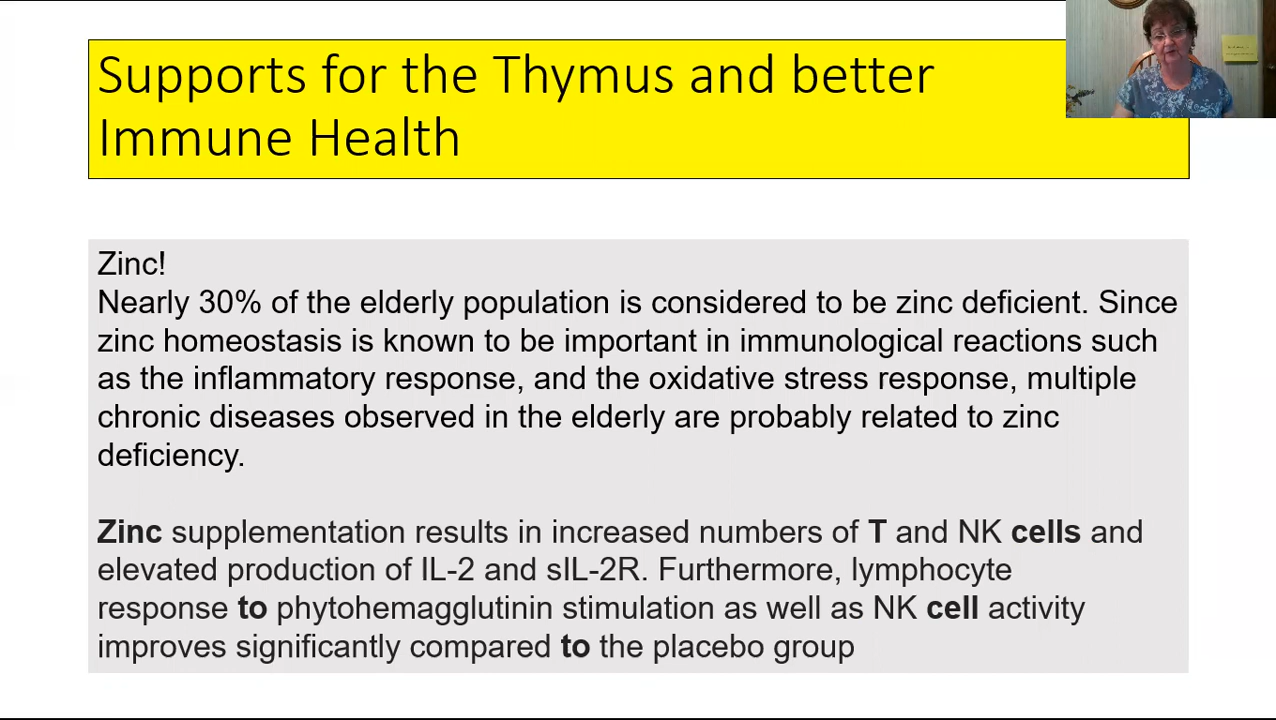 Supports for the Thymus and better
Immune Health
Zinc!
Nearly 30% of the elderly population is considered to be zinc deficient. Since
zinc homeostasis is known to be important in immunological reactions such
as the inflammatory response, and the oxidative stress response, multiple
chronic diseases observed in the elderly are probably related to zinc
deficiency.
Zinc supplementation results in increased numbers of T and NK cells and
elevated production of IL-2 and sIL-2R. Furthermore, lymphocyte
response to phytohemagglutinin stimulation as well as NK cell activity
improves significantly compared to the placebo group